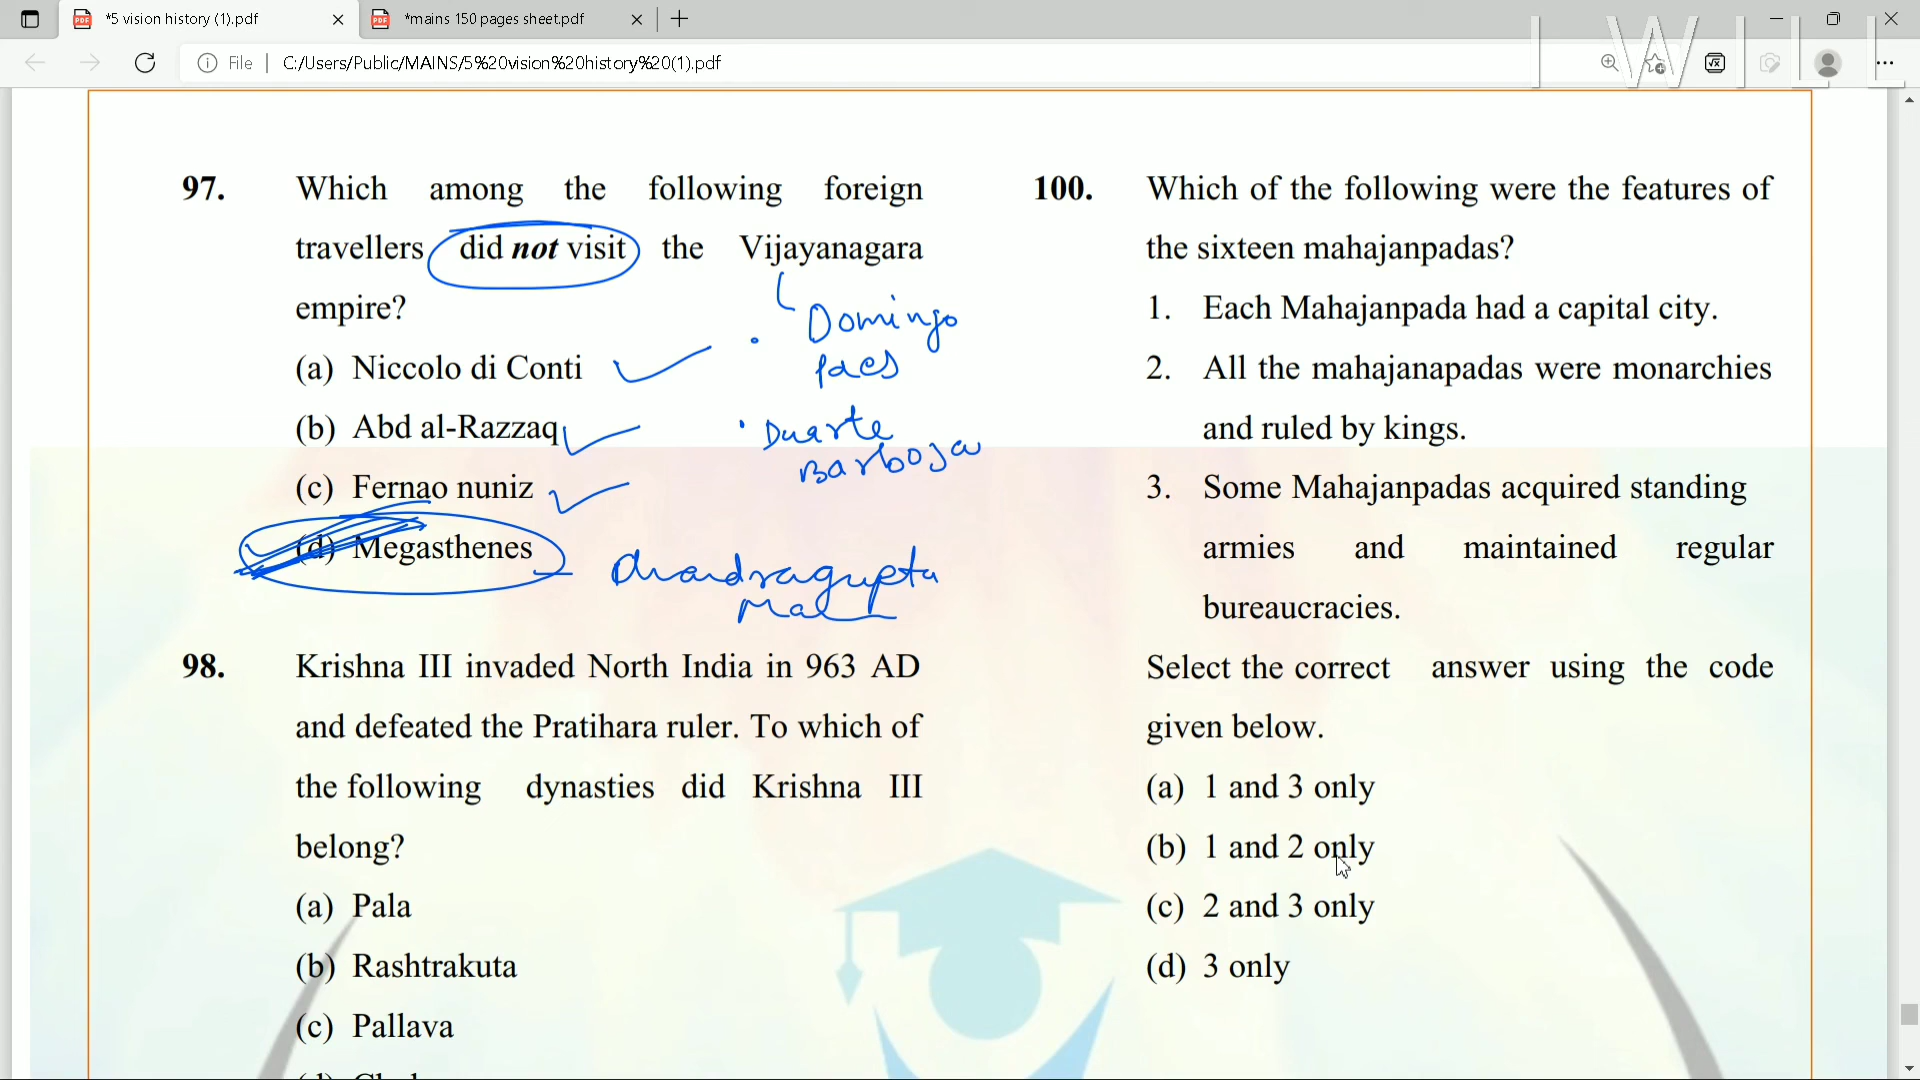 *5 vision history (1).pdf
*mains 150 pages sheet.pdf
File
C:/Users/Public/MAINS/5%20vision%20history%20(1).pdf
I W I L L
97. Which among the following foreign
travellers did not visit the Vijayanagara
empire?
(a) Niccolo di Conti
(b) Abd al-Razzaq
(c) Fernao nuniz
(d) Megasthenes
Domingo
Paes
Duarte
Barbosa
Chandragupta
98. Krishna III invaded North India in 963 AD
and defeated the Pratihara ruler. To which of
the following dynasties did Krishna III
belong?
(a) Pala
(b) Rashtrakuta
(c) Pallava
100. Which of the following were the features of
the sixteen mahajanpadas?
1. Each Mahajanpada had a capital city.
2. All the mahajanapadas were monarchies
and ruled by kings.
3. Some Mahajanpadas acquired standing
armies and maintained regular
bureaucracies.
Select the correct answer using the code
given below.
(a) 1 and 3 only
(b) 1 and 2 only
(c) 2 and 3 only
(d) 3 only